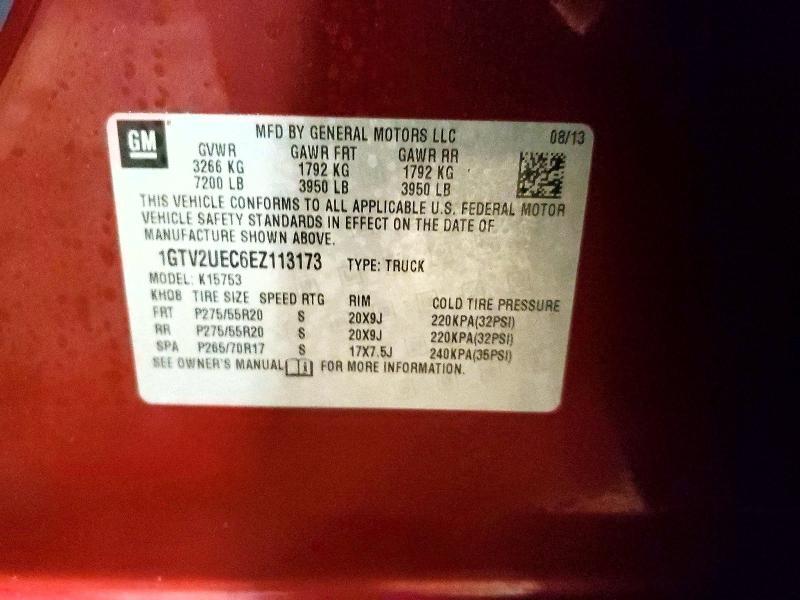 GM
MFD BY GENERAL MOTORS LLC 08/13
GVWR GAWR FRT GAWR RR
3266 KG 1792 KG 1792 KG
7200 LB 3950 LB 3950 LB
THIS VEHICLE CONFORMS TO ALL APPLICABLE U.S. FEDERAL MOTOR
VEHICLE SAFETY STANDARDS IN EFFECT ON THE DATE OF
MANUFACTURE SHOWN ABOVE.
1GTV2UEC6EZ113173 TYPE: TRUCK
MODEL: K15753
KHOB TIRE SIZE SPEED RTG RIM COLD TIRE PRESSURE
FRT P275/55R20 S 20X9J 220KPA(32PSI)
RR P275/55R20 S 20X9J 220KPA(32PSI)
SPA P265/70R17 S 17X7.5J 240KPA(35PSI)
SEE OWNER'S MANUAL FOR MORE INFORMATION.